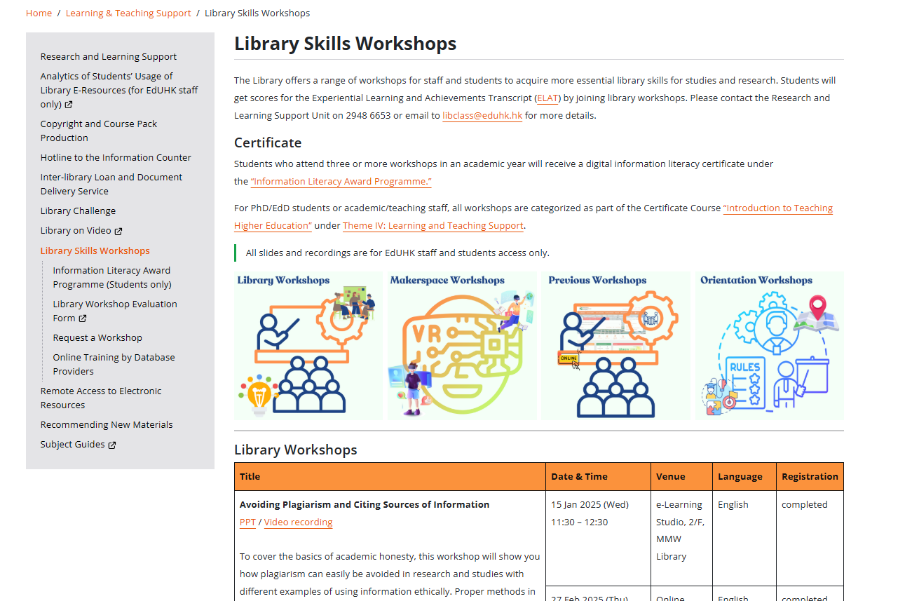 Home / Learning & Teaching Support / Library Skills Workshops
Research and Learning Support
Analytics of Students' Usage of
Library E-Resources (for EdUHK staff
only)
Copyright and Course Pack
Production
Hotline to the Information Counter
Inter-library Loan and Document
Delivery Service
Library Challenge
Library on Video
Library Skills Workshops
Information Literacy Award
Programme (Students only)
Library Workshop Evaluation
Form
Request a Workshop
Online Training by Database
Providers
Remote Access to Electronic
Resources
Recommending New Materials
Subject Guides
Library Skills Workshops
The Library offers a range of workshops for staff and students to acquire more essential library skills for studies and research. Students will
get scores for the Experiential Learning and Achievements Transcript (ELAT) by joining library workshops. Please contact the Research and
Learning Support Unit on 2948 6653 or email to libclass@eduhk.hk for more details.
Certificate
Students who attend three or more workshops in an academic year will receive a digital information literacy certificate under
the "Information Literacy Award Programme."
For PhD/EdD students or academic/teaching staff, all workshops are categorized as part of the Certificate Course "Introduction to Teaching
Higher Education" under Theme IV: Learning and Teaching Support.
All slides and recordings are for EdUHK staff and students access only.
Library Workshops
Makerspace Workshops
VR
Previous Workshops
ONLINE
Orientation Workshops
RULES
Library Workshops
Title Date & Time Venue Language Registration
Avoiding Plagiarism and Citing Sources of Information
PPT / Video recording
To cover the basics of academic honesty, this workshop will show you
how plagiarism can easily be avoided in research and studies with
different examples of using information ethically. Proper methods in
15 Jan 2025 (Wed)
11:30 – 12:30
e-Learning
Studio, 2/F,
MMW
Library
English
completed
27 Feb 2025 (Thu) Online English completed